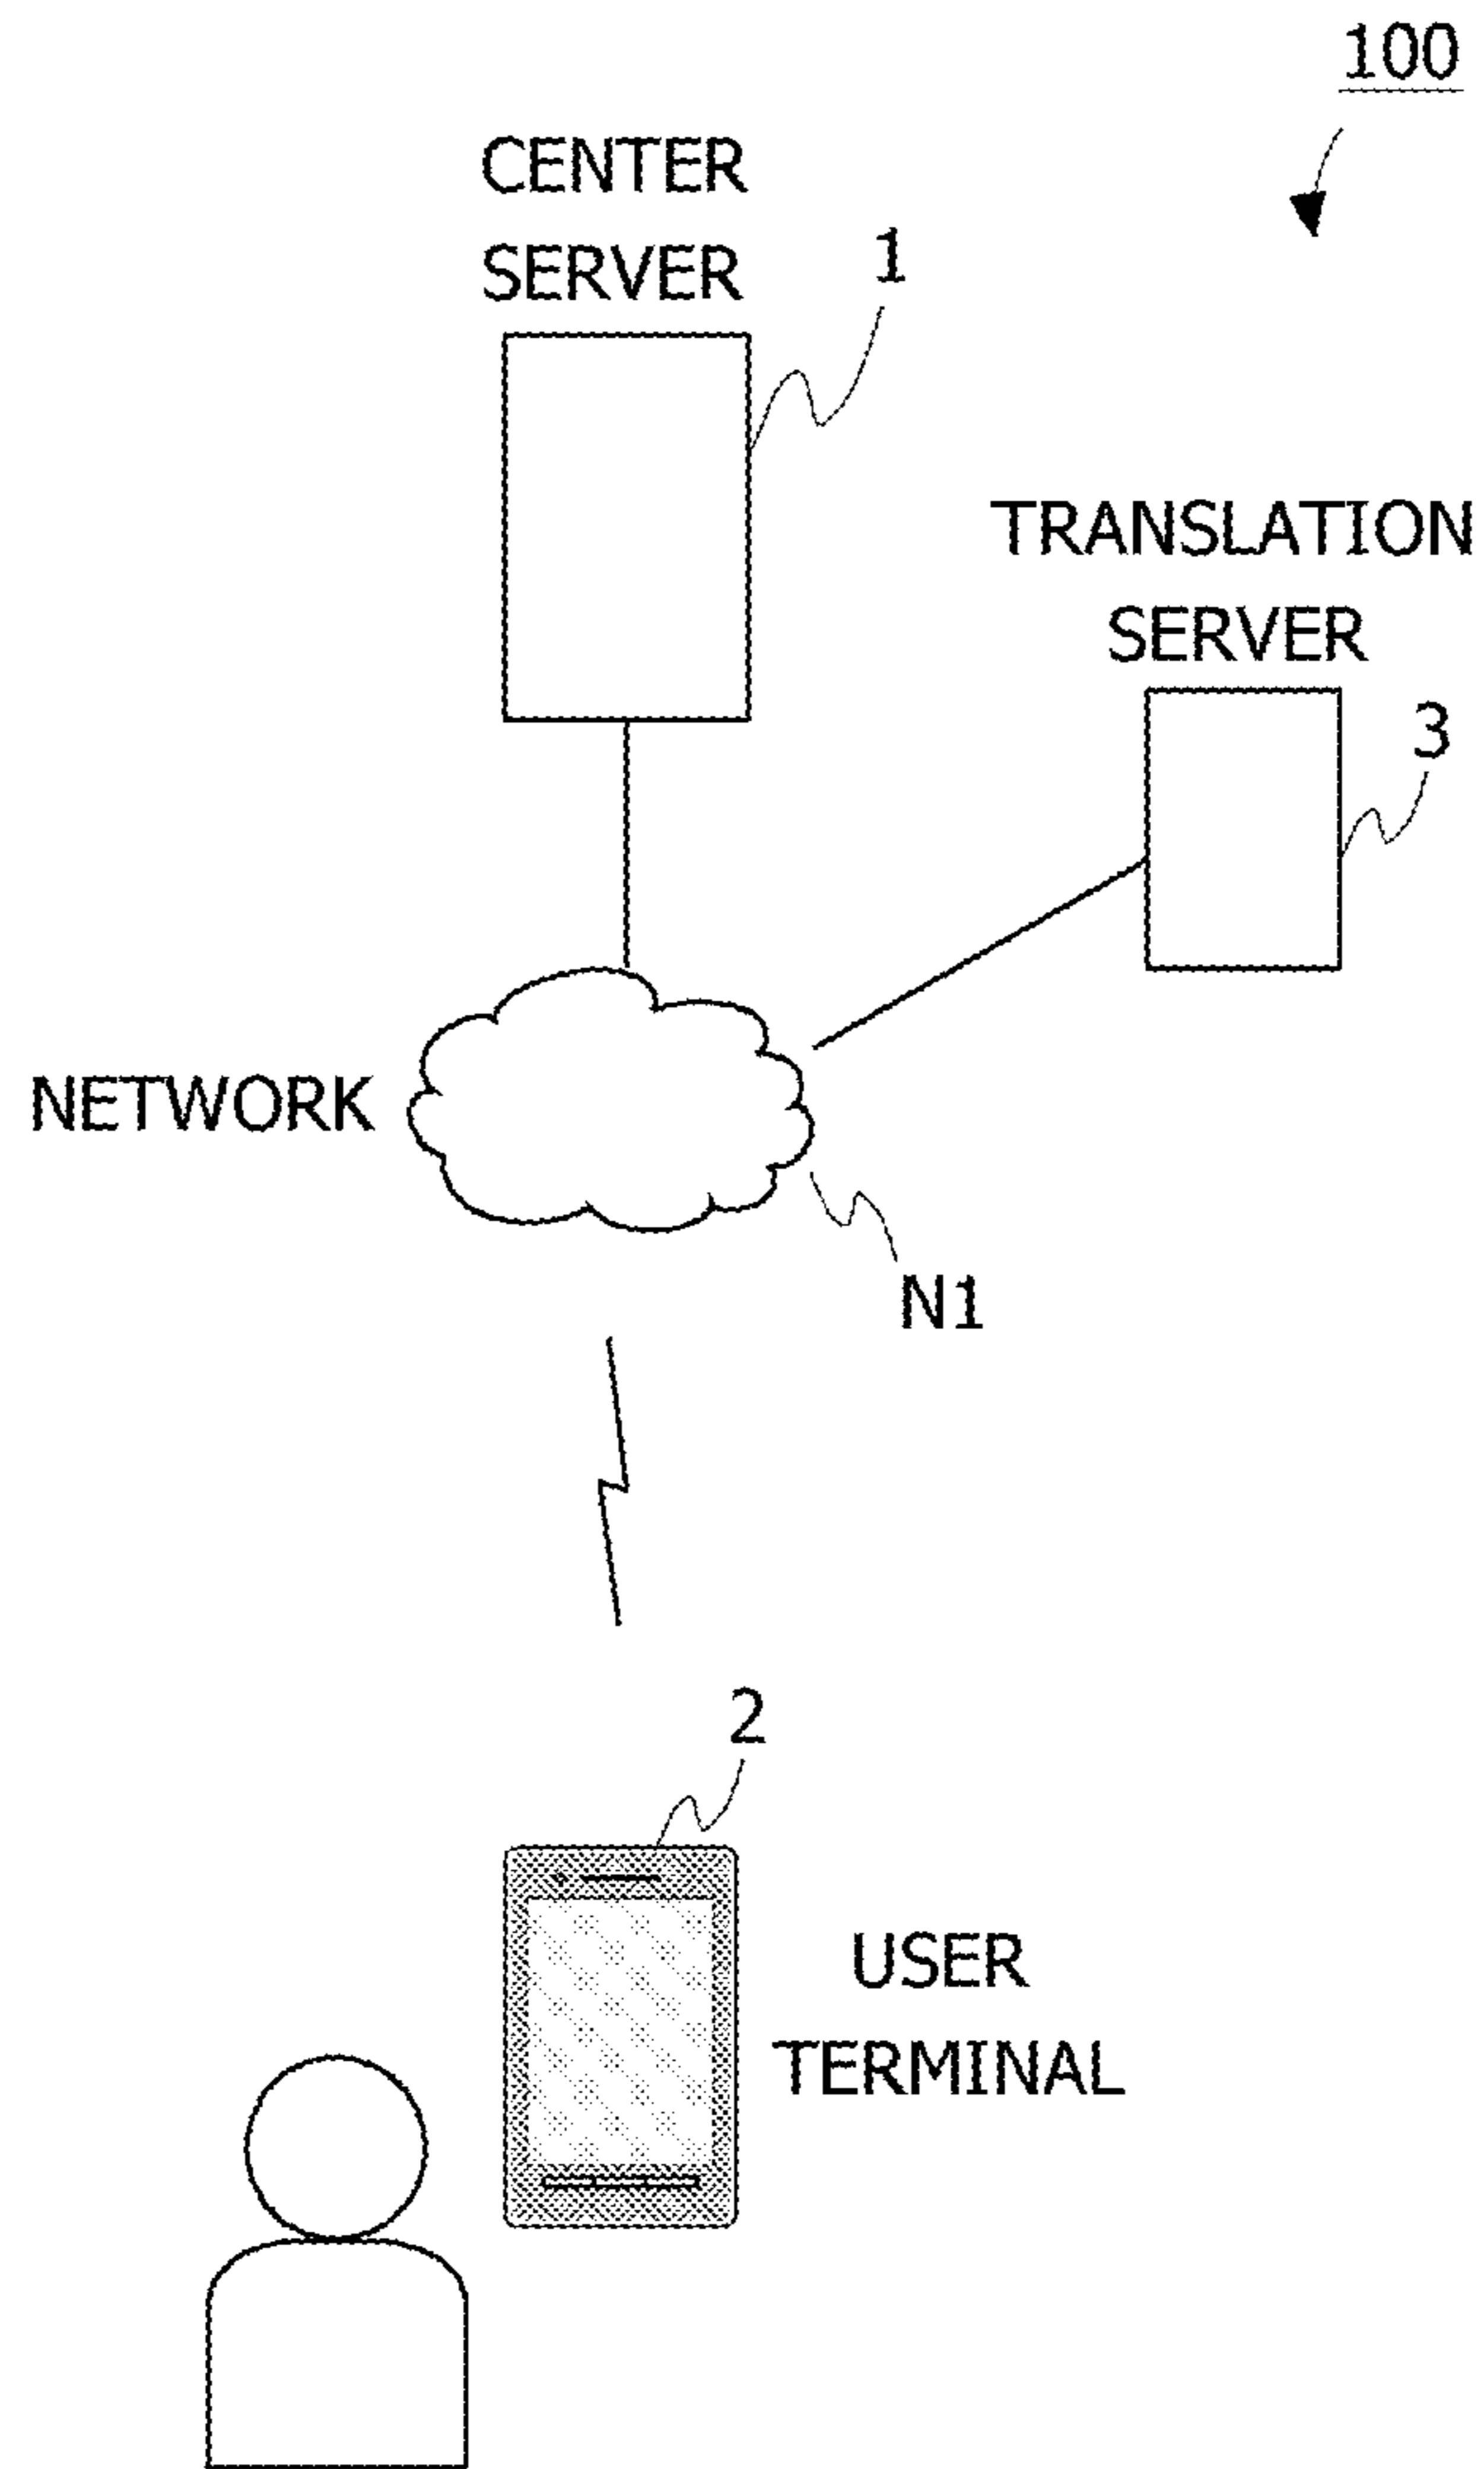 100
CENTER
SERVER
1
TRANSLATION
SERVER
3
NETWORK
N1
2
USER
TERMINAL